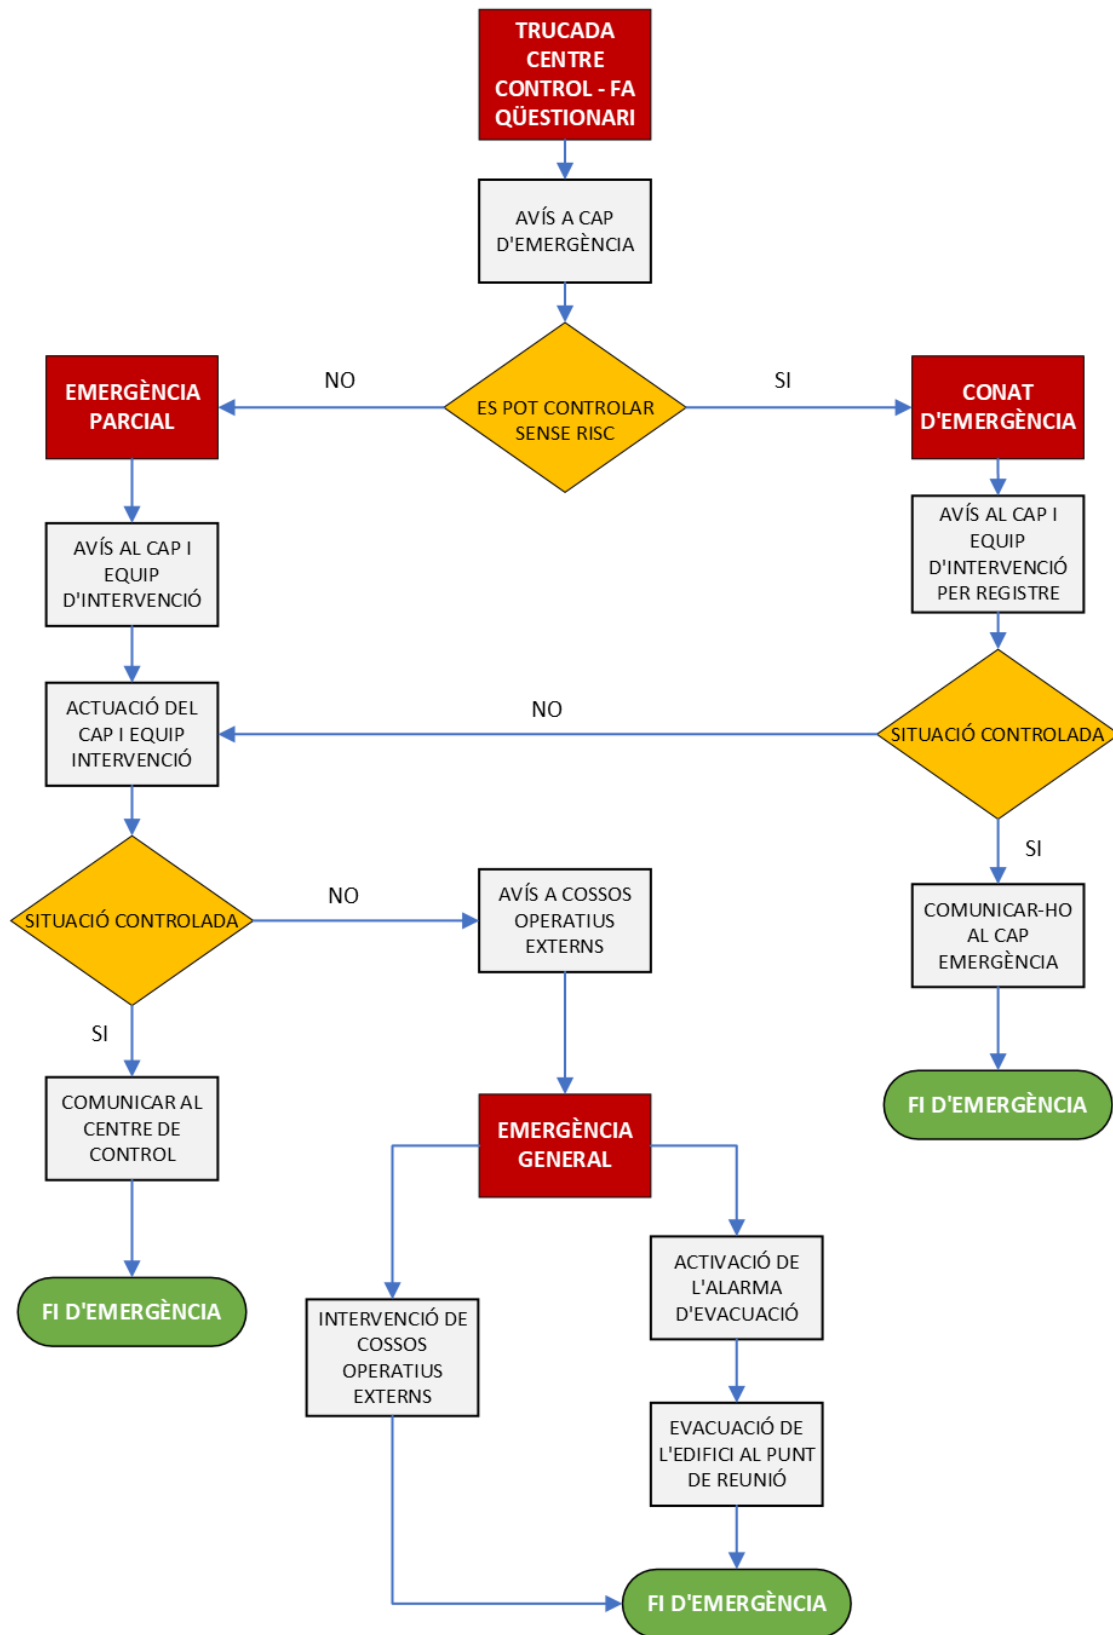 TRUCADA
CENTRE
CONTROL - FA
QÜESTIONARI
AVÍS A CAP
D'EMERGÈNCIA
ES POT CONTROLAR
SENSE RISC
NO
SI
EMERGÈNCIA
PARCIAL
CONAT
D'EMERGÈNCIA
AVÍS AL CAP I
EQUIP
D'INTERVENCIÓ
AVÍS AL CAP I
EQUIP
D'INTERVENCIÓ
PER REGISTRE
ACTUACIÓ DEL
CAP I EQUIP
INTERVENCIÓ
NO
SITUACIÓ CONTROLADA
SI
SITUACIÓ CONTROLADA
NO
AVÍS A COSSOS
OPERATIUS
EXTERNS
COMUNICAR-HO
AL CAP
EMERGÈNCIA
SI
COMUNICAR AL
CENTRE DE
CONTROL
EMERGÈNCIA
GENERAL
FI D'EMERGÈNCIA
FI D'EMERGÈNCIA
INTERVENCIÓ DE
COSSOS
OPERATIUS
EXTERNS
ACTIVACIÓ DE
L'ALARMA
D'EVACUACIÓ
EVACUACIÓ DE
L'EDIFICI AL PUNT
DE REUNIÓ
FI D'EMERGÈNCIA